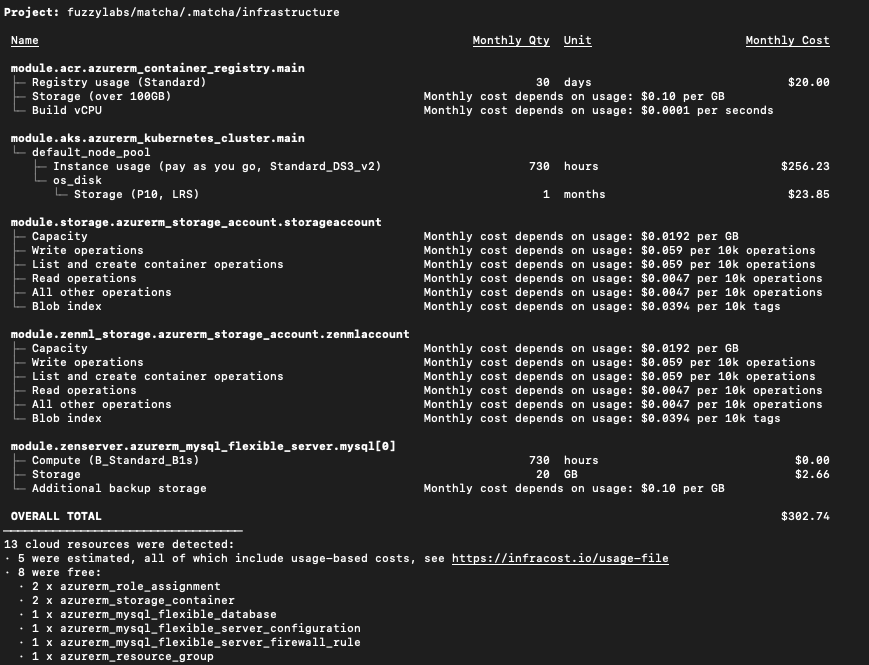 Project: fuzzylabs/matcha/.matcha/infrastructure
Name Monthly Qty Unit Monthly Cost
module.acr.azurerm_container_registry.main
├─ Registry usage (Standard) 30 days $20.00
├─ Storage (over 100GB) Monthly cost depends on usage: $0.10 per GB
└─ Build vCPU Monthly cost depends on usage: $0.0001 per seconds
module.aks.azurerm_kubernetes_cluster.main
└─ default_node_pool
├─ Instance usage (pay as you go, Standard_DS3_v2) 730 hours $256.23
└─ os_disk
└─ Storage (P10, LRS) 1 months $23.85
module.storage.azurerm_storage_account.storageaccount
├─ Capacity Monthly cost depends on usage: $0.0192 per GB
├─ Write operations Monthly cost depends on usage: $0.059 per 10k operations
├─ List and create container operations Monthly cost depends on usage: $0.059 per 10k operations
├─ Read operations Monthly cost depends on usage: $0.0047 per 10k operations
├─ All other operations Monthly cost depends on usage: $0.0047 per 10k operations
└─ Blob index Monthly cost depends on usage: $0.0394 per 10k tags
module.zenml_storage.azurerm_storage_account.zenmlaccount
├─ Capacity Monthly cost depends on usage: $0.0192 per GB
├─ Write operations Monthly cost depends on usage: $0.059 per 10k operations
├─ List and create container operations Monthly cost depends on usage: $0.059 per 10k operations
├─ Read operations Monthly cost depends on usage: $0.0047 per 10k operations
├─ All other operations Monthly cost depends on usage: $0.0047 per 10k operations
└─ Blob index Monthly cost depends on usage: $0.0394 per 10k tags
module.zenserver.azurerm_mysql_flexible_server.mysql[0]
├─ Compute (B_Standard_B1s) 730 hours $0.00
├─ Storage 20 GB $2.66
└─ Additional backup storage Monthly cost depends on usage: $0.10 per GB
OVERALL TOTAL $302.74
13 cloud resources were detected:
· 5 were estimated, all of which include usage-based costs, see https://infracost.io/usage-file
· 8 were free:
· 2 x azurerm_role_assignment
· 2 x azurerm_storage_container
· 1 x azurerm_mysql_flexible_database
· 1 x azurerm_mysql_flexible_server_configuration
· 1 x azurerm_mysql_flexible_server_firewall_rule
· 1 x azurerm_resource_group